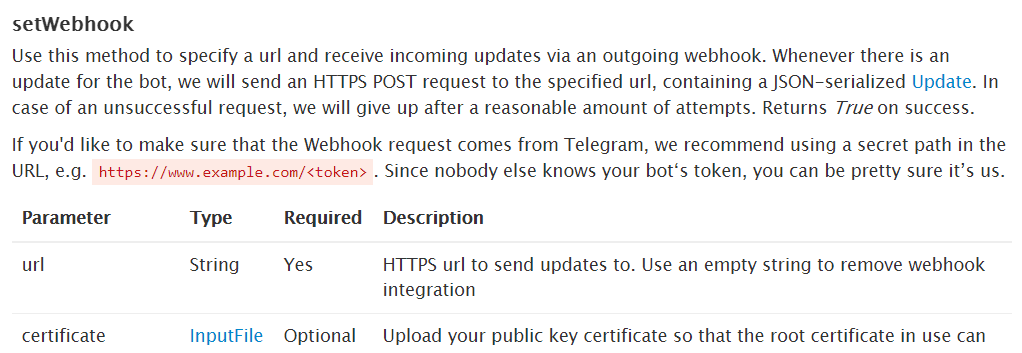 setWebhook
Use this method to specify a url and receive incoming updates via an outgoing webhook. Whenever there is an
update for the bot, we will send an HTTPS POST request to the specified url, containing a JSON-serialized Update. In
case of an unsuccessful request, we will give up after a reasonable amount of attempts. Returns True on success.
If you'd like to make sure that the Webhook request comes from Telegram, we recommend using a secret path in the
URL, e.g. https://www.example.com/<token>. Since nobody else knows your bot‘s token, you can be pretty sure it’s us.
Parameter Type Required Description
url String Yes HTTPS url to send updates to. Use an empty string to remove webhook
integration
certificate InputFile Optional Upload your public key certificate so that the root certificate in use can